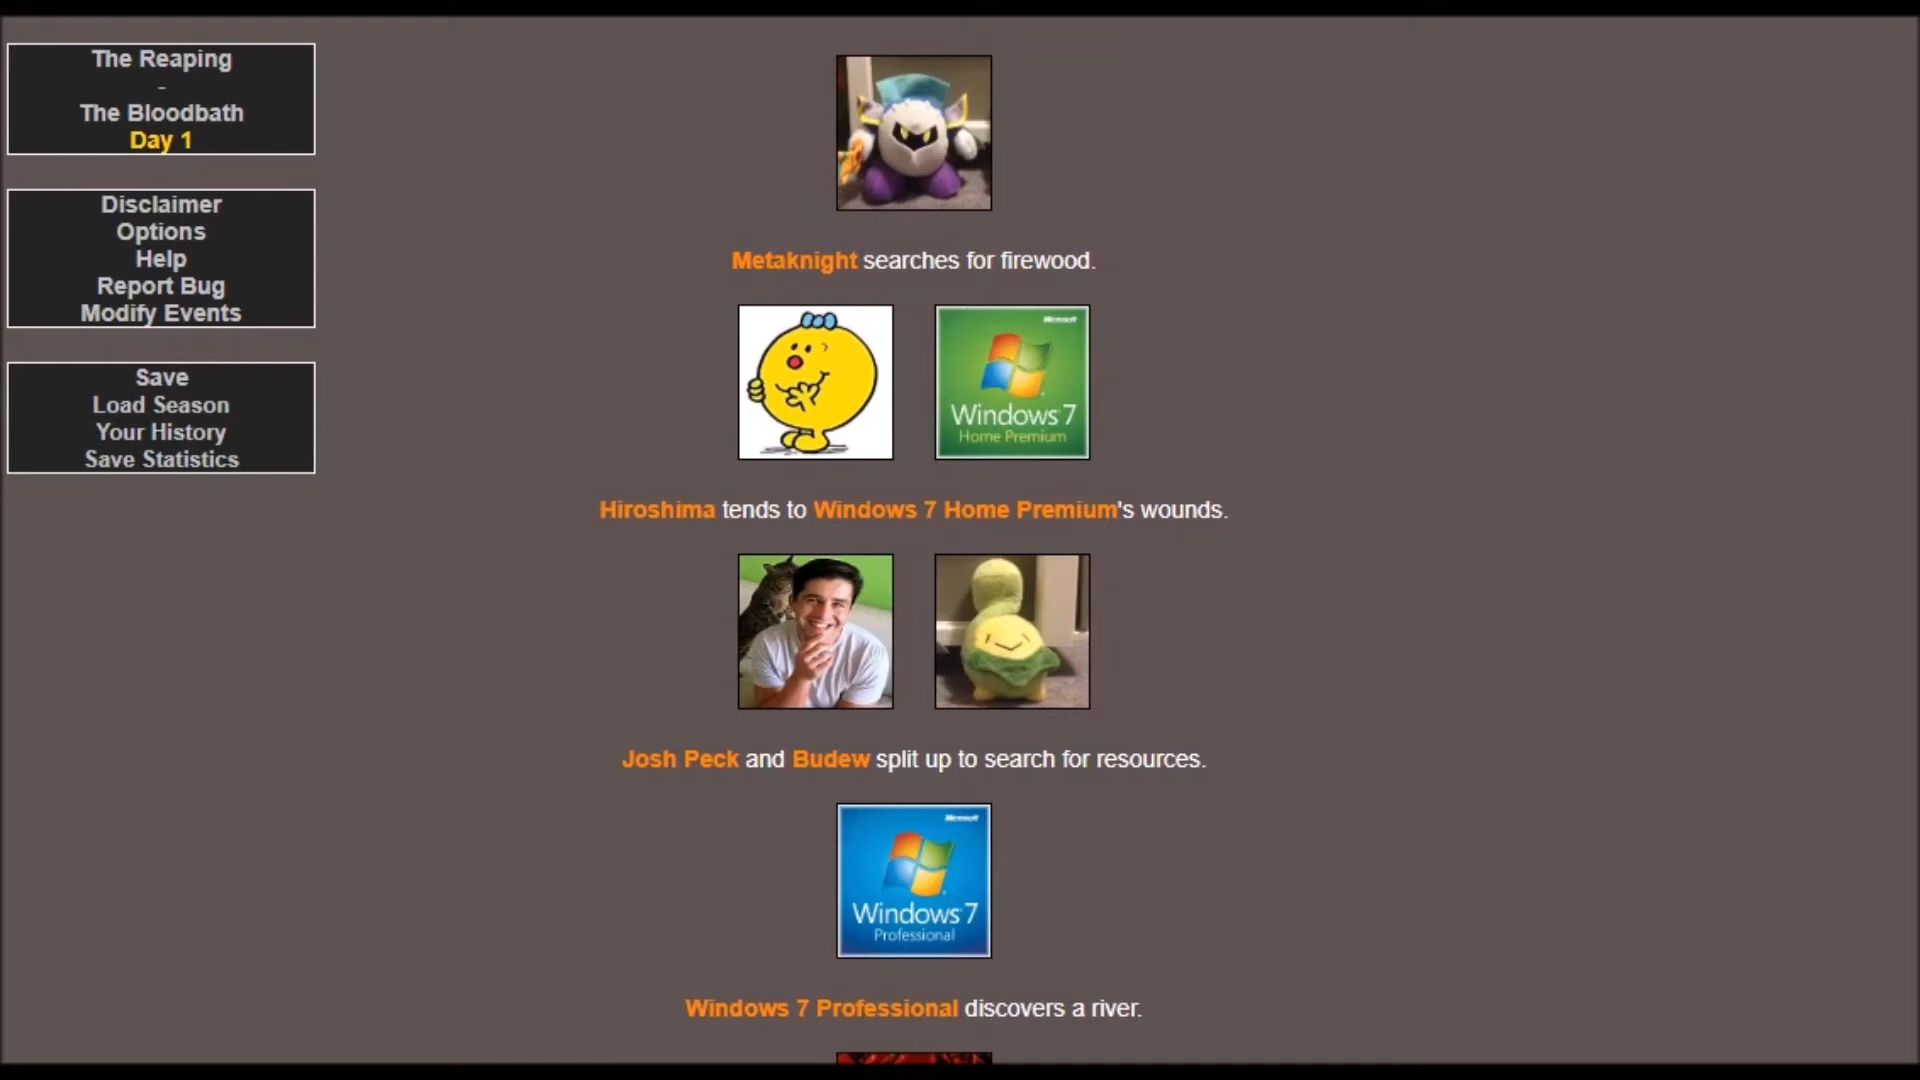 The Reaping
-
The Bloodbath
Day 1
Disclaimer
Options
Help
Report Bug
Modify Events
Save
Load Season
Your History
Save Statistics
Metaknight searches for firewood.
Microsoft
Windows 7
Home Premium
Hiroshima tends to Windows 7 Home Premium's wounds.
Josh Peck and Budew split up to search for resources.
Microsoft
Windows 7
Professional
Windows 7 Professional discovers a river.